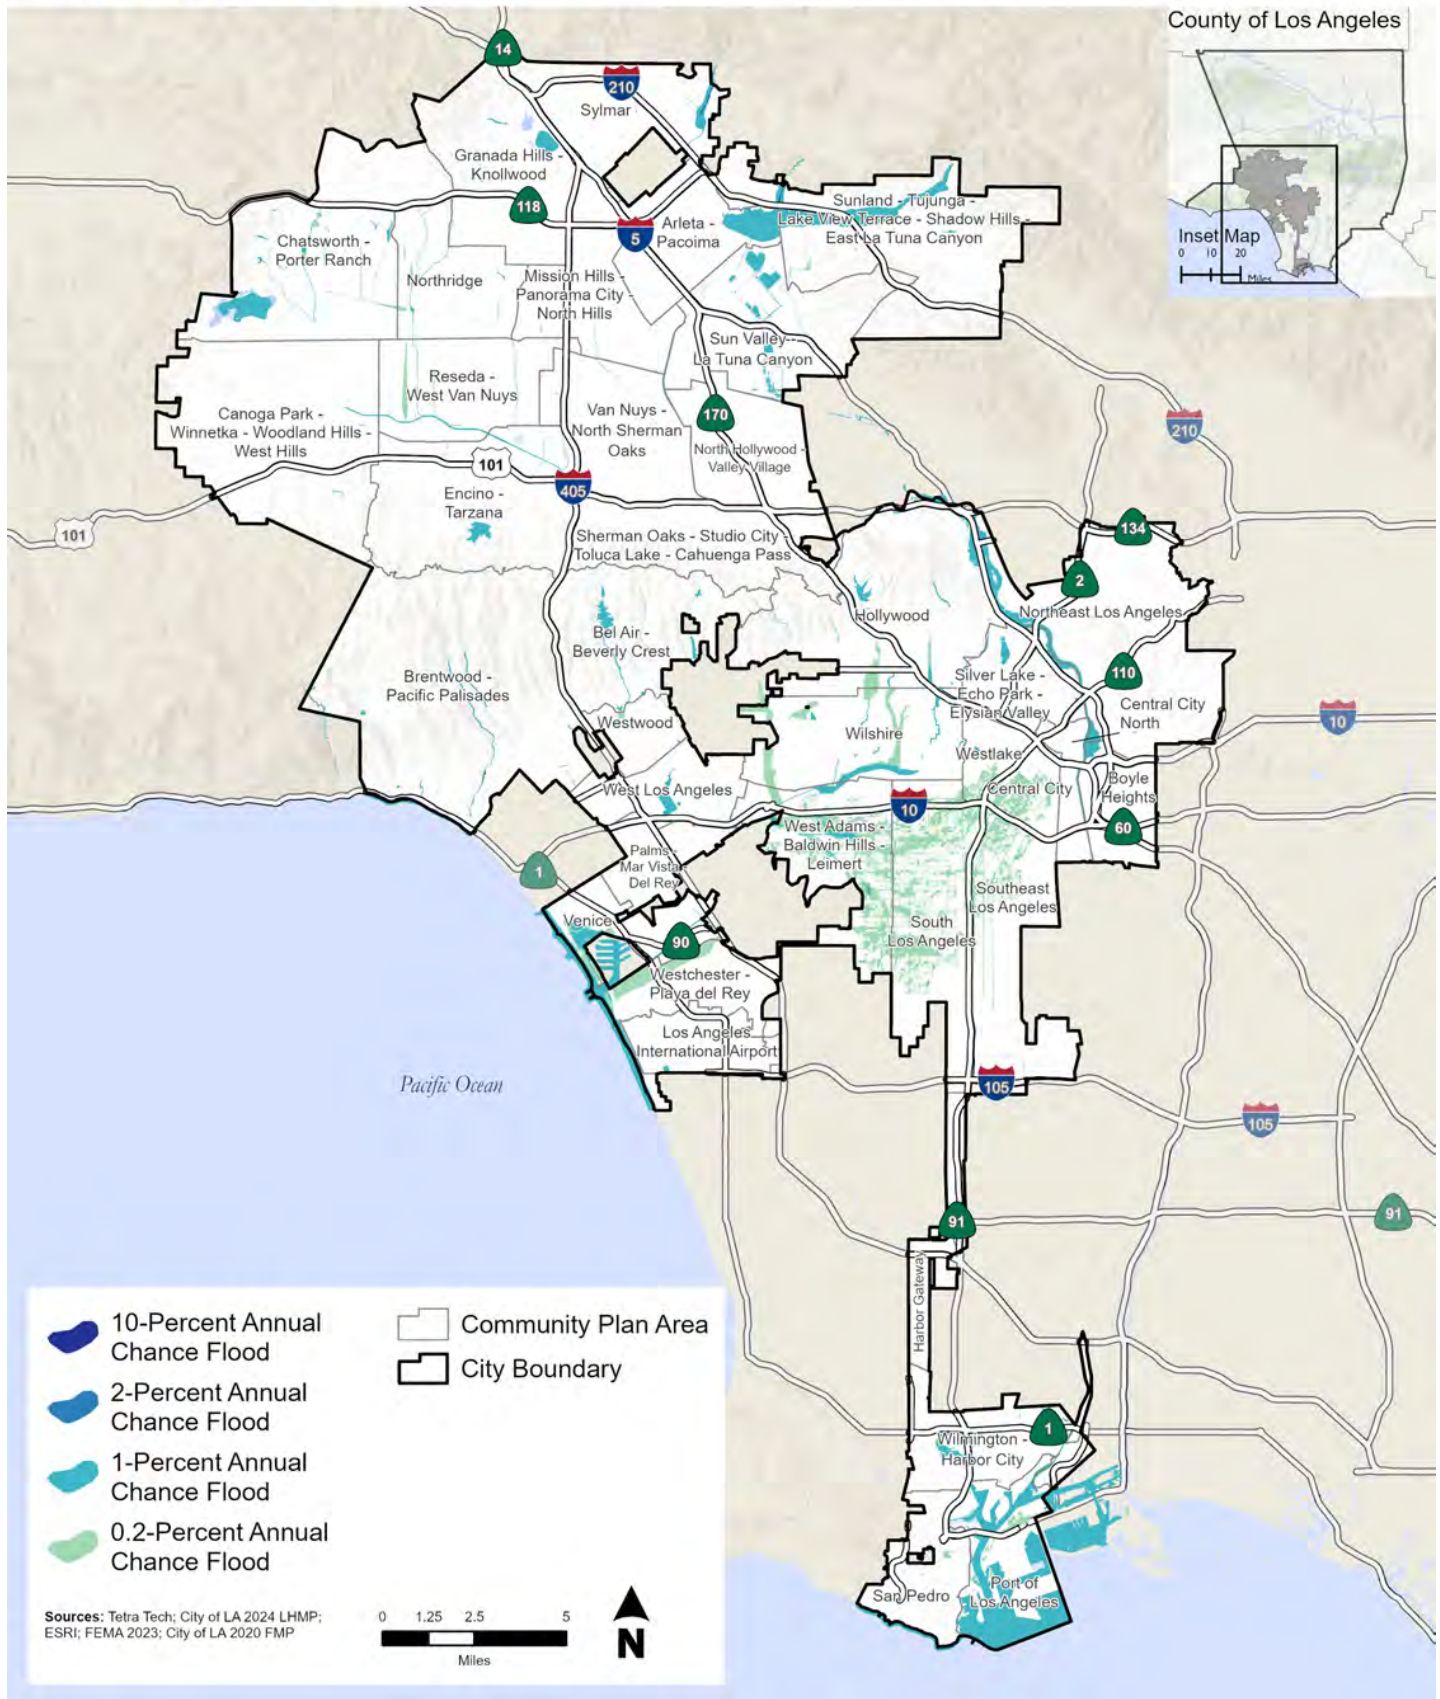 County of Los Angeles
Inset Map
0 10 20
Miles
14
210
Sylmar
Granada Hills -
Knollwood
118
5
Arleta -
Pacoima
Sunland - Tujunga -
Lake View Terrace - Shadow Hills -
East La Tuna Canyon
Chatsworth -
Porter Ranch
Northridge
Mission Hills -
Panorama City -
North Hills
Sun Valley -
La Tuna Canyon
Reseda -
West Van Nuys
Canoga Park -
Winnetka - Woodland Hills -
West Hills
Van Nuys -
North Sherman
Oaks
170
North Hollywood -
Valley Village
210
101
405
Encino -
Tarzana
101
Sherman Oaks - Studio City -
Toluca Lake - Cahuenga Pass
134
2
Northeast Los Angeles
Hollywood
Bel Air -
Beverly Crest
Brentwood -
Pacific Palisades
110
Silver Lake -
Echo Park -
Elysian Valley
Central City
North
10
Westwood
Wilshire
Westlake
West Los Angeles
Central City
Boyle
Heights
10
60
West Adams -
Baldwin Hills -
Leimert
Palms -
Mar Vista -
Del Rey
1
Southeast
Los Angeles
Venice
South
Los Angeles
90
Westchester -
Playa del Rey
Los Angeles
International Airport
Pacific Ocean
105
105
91
91
Harbor Gateway
1
Wilmington -
Harbor City
San Pedro
Port of
Los Angeles
10-Percent Annual
Chance Flood
2-Percent Annual
Chance Flood
1-Percent Annual
Chance Flood
0.2-Percent Annual
Chance Flood
Community Plan Area
City Boundary
Sources: Tetra Tech; City of LA 2024 LHMP;
ESRI; FEMA 2023; City of LA 2020 FMP
0 1.25 2.5 5
Miles
N